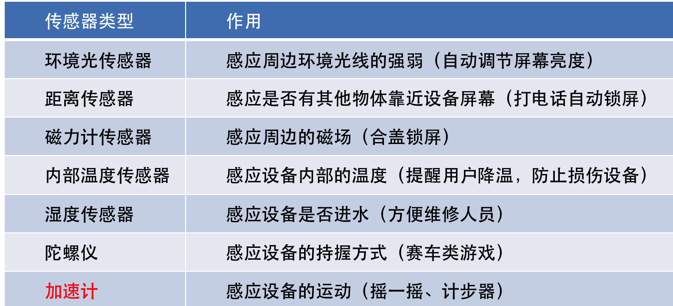 传感器类型 作用
环境光传感器 感应周边环境光线的强弱（自动调节屏幕亮度）
距离传感器 感应是否有其他物体靠近设备屏幕（打电话自动锁屏）
磁力计传感器 感应周边的磁场（合盖锁屏）
内部温度传感器 感应设备内部的温度（提醒用户降温，防止损伤设备）
湿度传感器 感应设备是否进水（方便维修人员）
陀螺仪 感应设备的持握方式（赛车类游戏）
加速计 感应设备的运动（摇一摇、计步器）